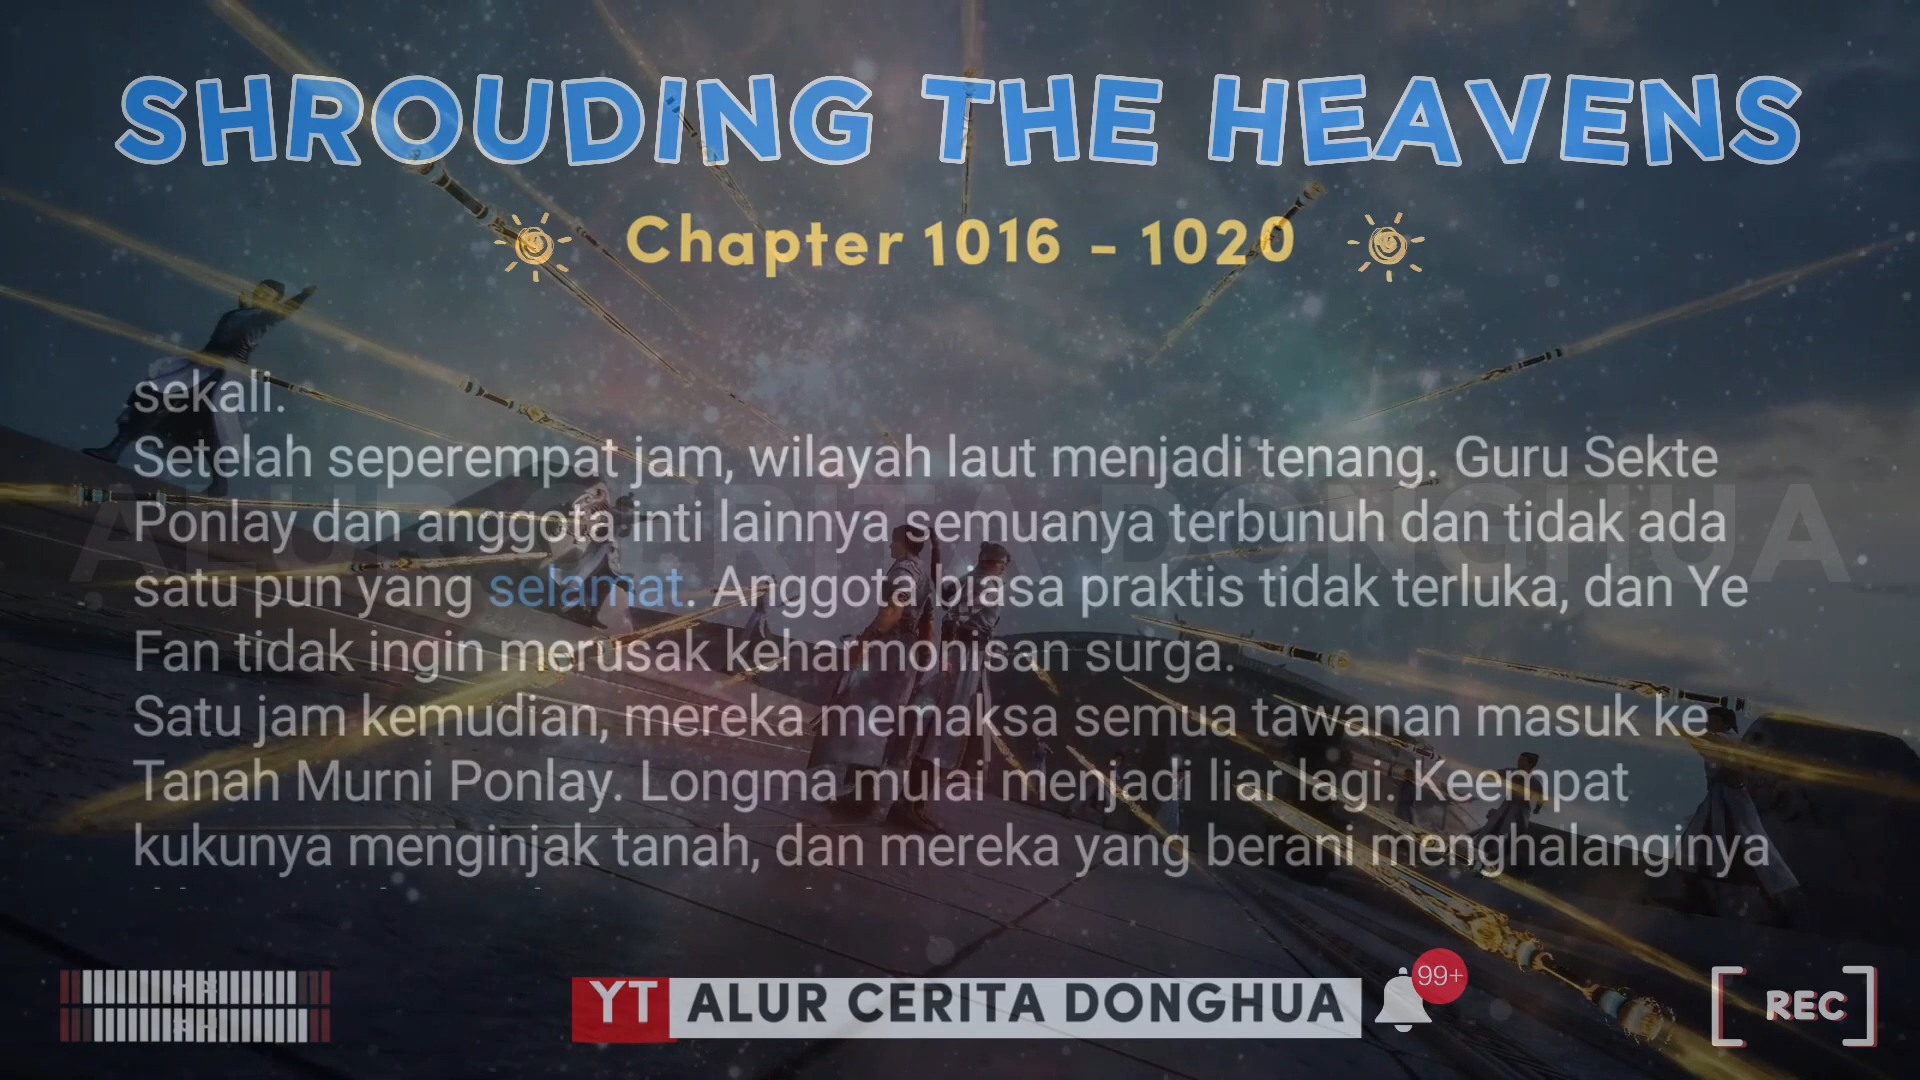 SHROUDING THE HEAVENS
Chapter 1016 - 1020
sekali.
Setelah seperempat jam, wilayah laut menjadi tenang. Guru Sekte
Ponlay dan anggota inti lainnya semuanya terbunuh dan tidak ada
satu pun yang selamat. Anggota biasa praktis tidak terluka, dan Ye
Fan tidak ingin merusak keharmonisan surga.
Satu jam kemudian, mereka memaksa semua tawanan masuk ke
Tanah Murni Ponlay. Longma mulai menjadi liar lagi. Keempat
kukunya menginjak tanah, dan mereka yang berani menghalanginya
ALUR CERITA DONGHUA
YT ALUR CERITA DONGHUA
99+
REC